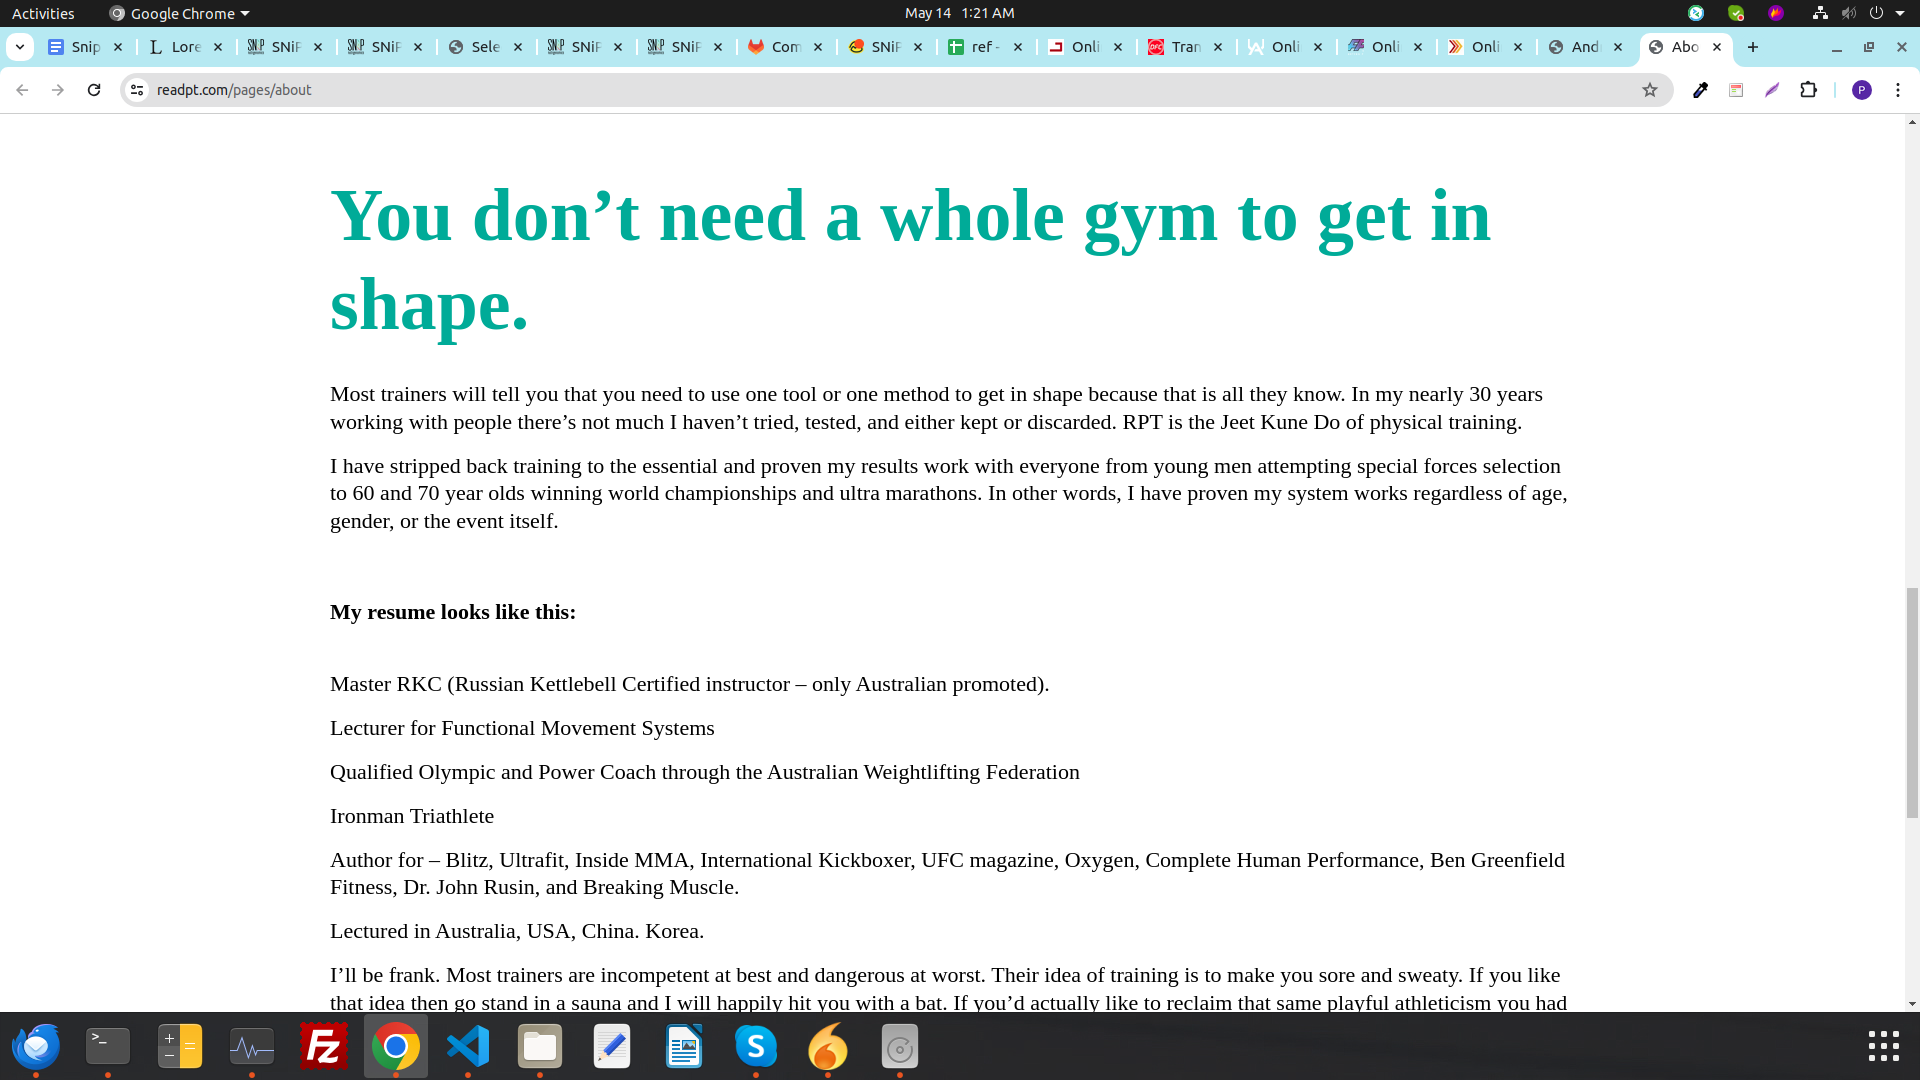 Activities
Google Chrome
May 14 1:21 AM
Snip
Lore
SNiP
SNiP
Sele
SNiP
SNiP
Com
SNiP
ref -
Onli
Tran
Onli
Onli
Onli
And
Abo
readpt.com/pages/about
P
You don’t need a whole gym to get in
shape.
Most trainers will tell you that you need to use one tool or one method to get in shape because that is all they know. In my nearly 30 years
working with people there’s not much I haven’t tried, tested, and either kept or discarded. RPT is the Jeet Kune Do of physical training.
I have stripped back training to the essential and proven my results work with everyone from young men attempting special forces selection
to 60 and 70 year olds winning world championships and ultra marathons. In other words, I have proven my system works regardless of age,
gender, or the event itself.
My resume looks like this:
Master RKC (Russian Kettlebell Certified instructor – only Australian promoted).
Lecturer for Functional Movement Systems
Qualified Olympic and Power Coach through the Australian Weightlifting Federation
Ironman Triathlete
Author for – Blitz, Ultrafit, Inside MMA, International Kickboxer, UFC magazine, Oxygen, Complete Human Performance, Ben Greenfield
Fitness, Dr. John Rusin, and Breaking Muscle.
Lectured in Australia, USA, China. Korea.
I’ll be frank. Most trainers are incompetent at best and dangerous at worst. Their idea of training is to make you sore and sweaty. If you like
that idea then go stand in a sauna and I will happily hit you with a bat. If you’d actually like to reclaim that same playful athleticism you had